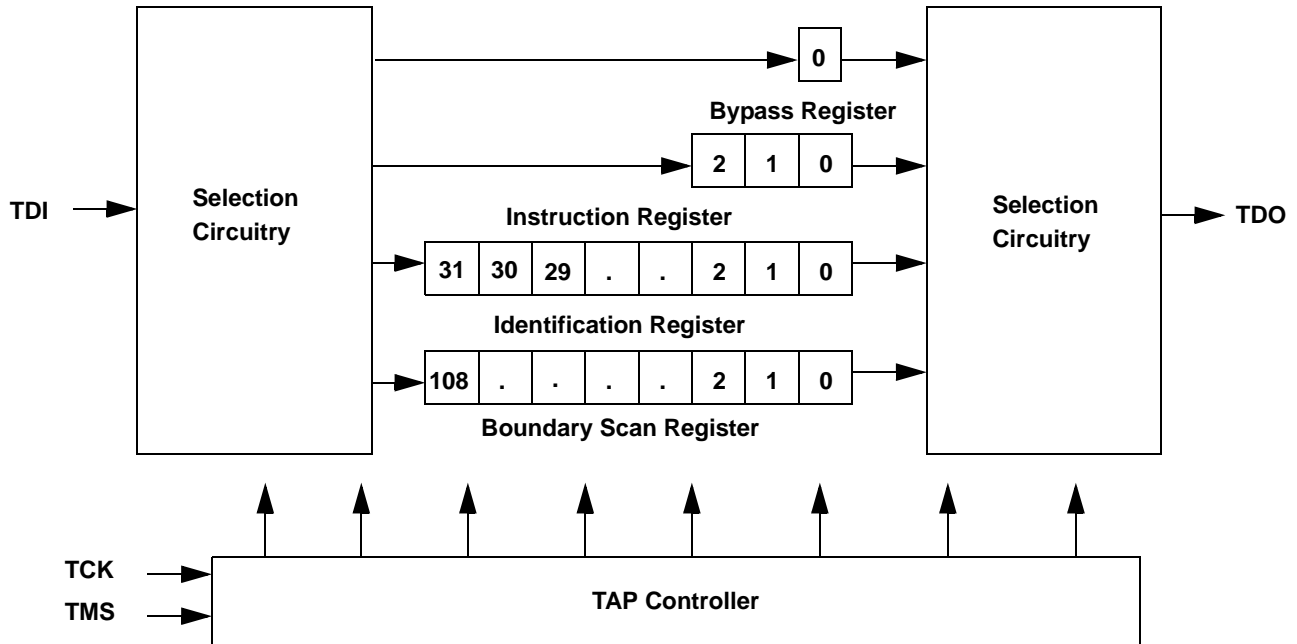 0
Bypass Register
2 1 0
TDI
Selection
Circuitry
Instruction Register
31 30 29 . . 2 1 0
Identification Register
108 . . . . 2 1 0
Boundary Scan Register
Selection
Circuitry
TDO
TCK
TMS
TAP Controller